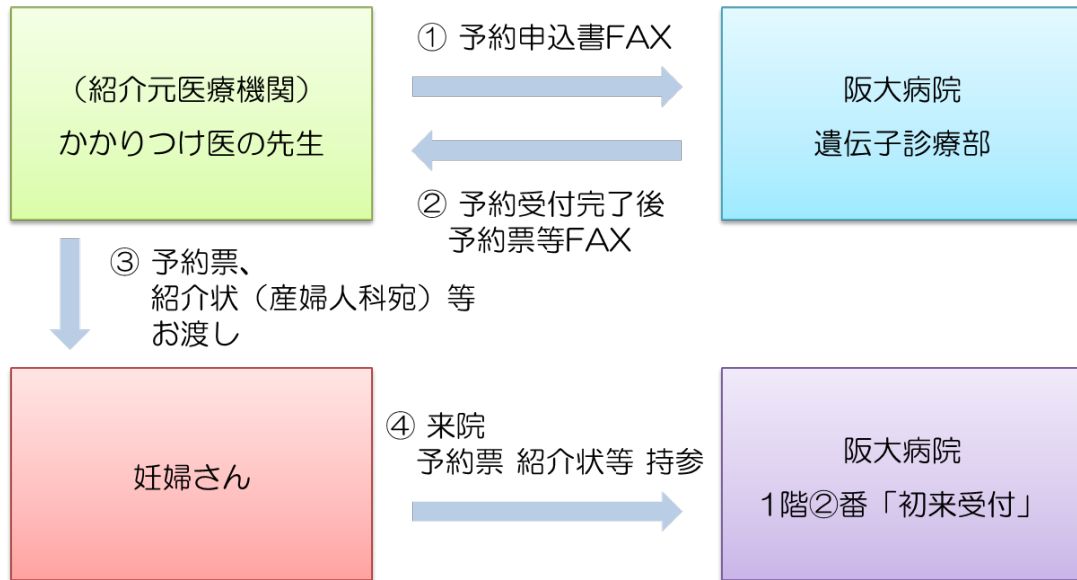 （紹介元医療機関）
かかりつけ医の先生
① 予約申込書FAX
阪大病院
遺伝子診療部
② 予約受付完了後
予約票等FAX
③ 予約票、
紹介状（産婦人科宛）等
お渡し
妊婦さん
④ 来院
予約票 紹介状等 持参
阪大病院
1階②番「初来受付」